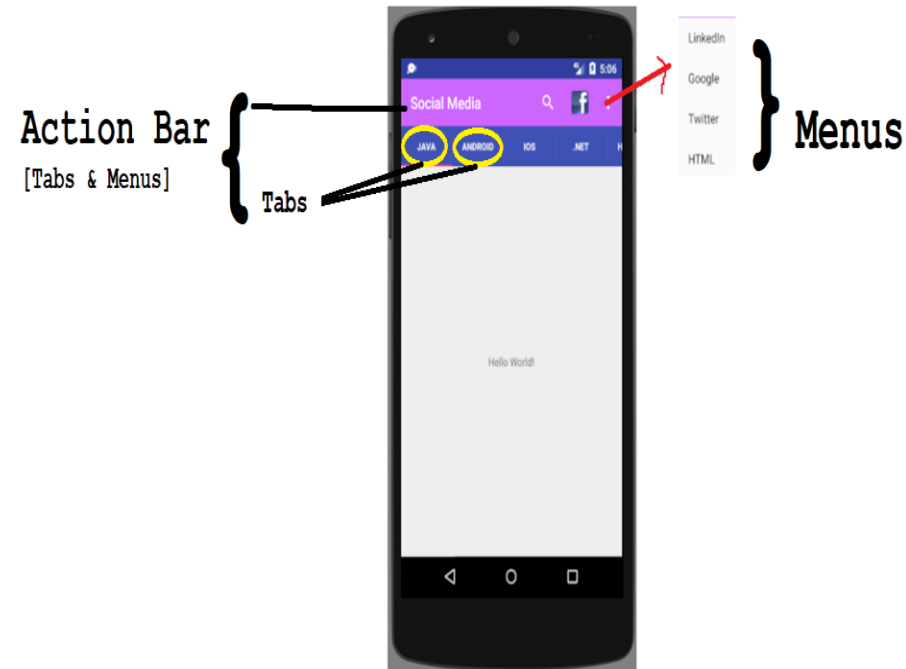 Action Bar
[Tabs & Menus]
Tabs
5:06
Social Media
f
JAVA ANDROID IOS .NET H
Hello World!
LinkedIn
Google
Twitter
HTML
Menus